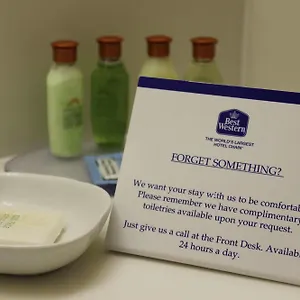 Best
Western
THE WORLD'S LARGEST
HOTEL CHAIN
FORGET SOMETHING?
We want your stay with us to be comfortable
Please remember we have complimentary
toiletries available upon your request.
Just give us a call at the Front Desk. Available
24 hours a day.